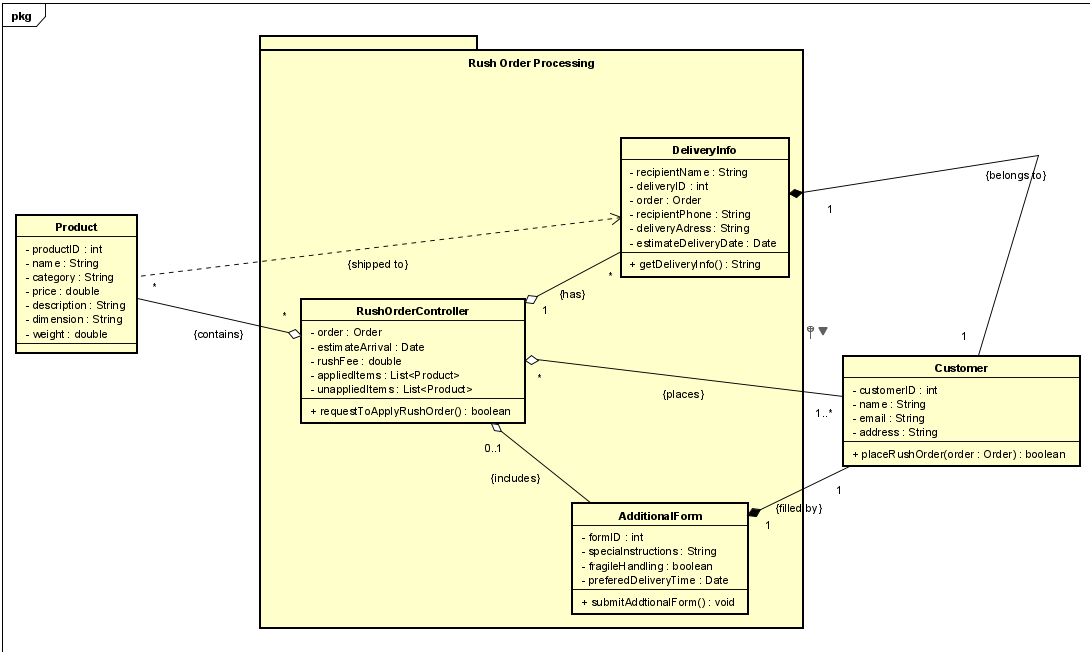 pkg
Rush Order Processing
DeliveryInfo
- recipientName : String
- deliveryID : int
- order : Order
- recipientPhone : String
- deliveryAdress : String
- estimateDeliveryDate : Date
+ getDeliveryInfo() : String
{belongs to}
1
Product
- productID : int
- name : String
- category : String
- price : double
- description : String
- dimension : String
- weight : double
{shipped to}
*
*
{has}
1
*
{contains}
RushOrderController
- order : Order
- estimateArrival : Date
- rushFee : double
- appliedItems : List<Product>
- unappliedItems : List<Product>
+ requestToApplyRushOrder() : boolean
1
Customer
- customerID : int
- name : String
- email : String
- address : String
+ placeRushOrder(order : Order) : boolean
*
{places}
1..*
0..1
{includes}
1
{filled by}
1
AdditionalForm
- formID : int
- specialnstructions : String
- fragileHandling : boolean
- preferedDeliveryTime : Date
+ submitAddtionalForm() : void